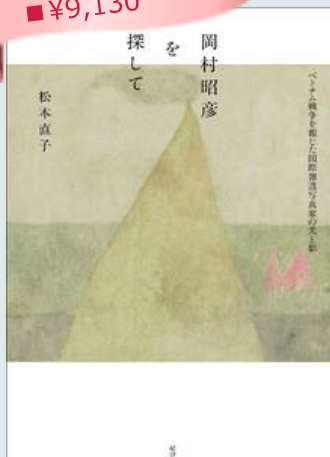 ■¥9,130
岡村昭彦
を
探して
ベトナム戦争を報じた国際報道写真家の光と影
松本直子